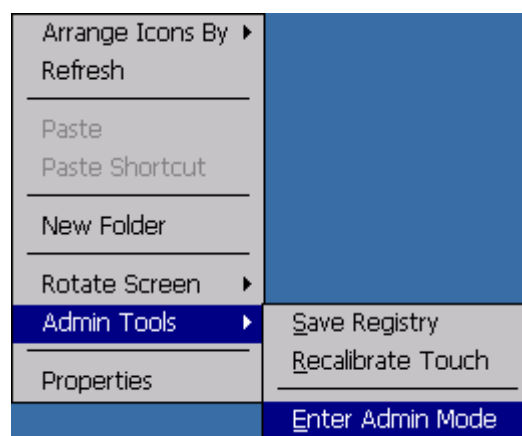 Arrange Icons By
Refresh
Paste
Paste Shortcut
New Folder
Rotate Screen
Admin Tools
Properties
Save Registry
Recalibrate Touch
Enter Admin Mode